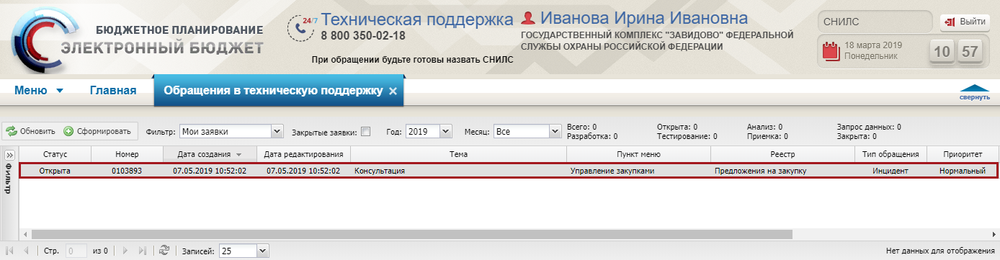 БЮДЖЕТНОЕ ПЛАНИРОВАНИЕ
ЭЛЕКТРОННЫЙ БЮДЖЕТ
24/7
Техническая поддержка
8 800 350-02-18
При обращении будьте готовы назвать СНИЛС
Иванова Ирина Ивановна
ГОСУДАРСТВЕННЫЙ КОМПЛЕКС "ЗАВИДОВО" ФЕДЕРАЛЬНОЙ
СЛУЖБЫ ОХРАНЫ РОССИЙСКОЙ ФЕДЕРАЦИИ
СНИЛС Выйти
18 марта 2019
Понедельник
10 57
Меню Главная Обращения в техническую поддержку
свернуть
Обновить Сформировать Фильтр: Мои заявки Закрытые заявки: Год: 2019 Месяц: Все
Всего: 0 Открыта: 0 Анализ: 0 Запрос данных: 0
Разработка: 0 Тестирование: 0 Приемка: 0 Закрыта: 0
Фильтр
Статус Номер Дата создания Дата редактирования Тема Пункт меню Реестр Тип обращения Приоритет
Открыта 0103893 07.05.2019 10:52:02 07.05.2019 10:52:02 Консультация Управление закупками Предложения на закупку Инцидент Нормальный
Стр. 0 из 0 Записей: 25 Нет данных для отображения